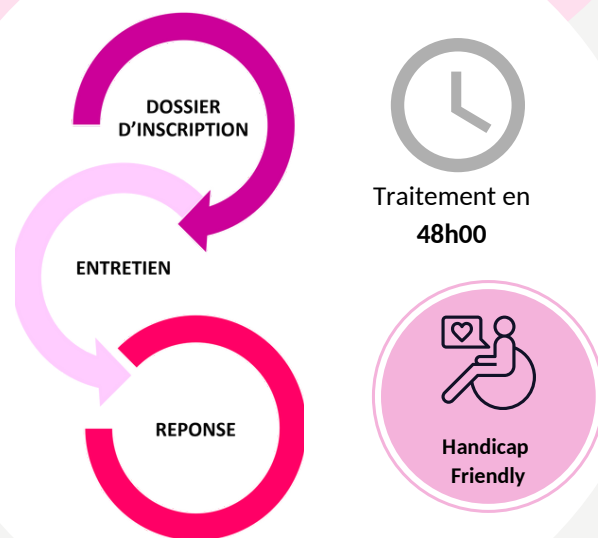 DOSSIER
D’INSCRIPTION
ENTRETIEN
REPONSE
Traitement en
48h00
Handicap
Friendly